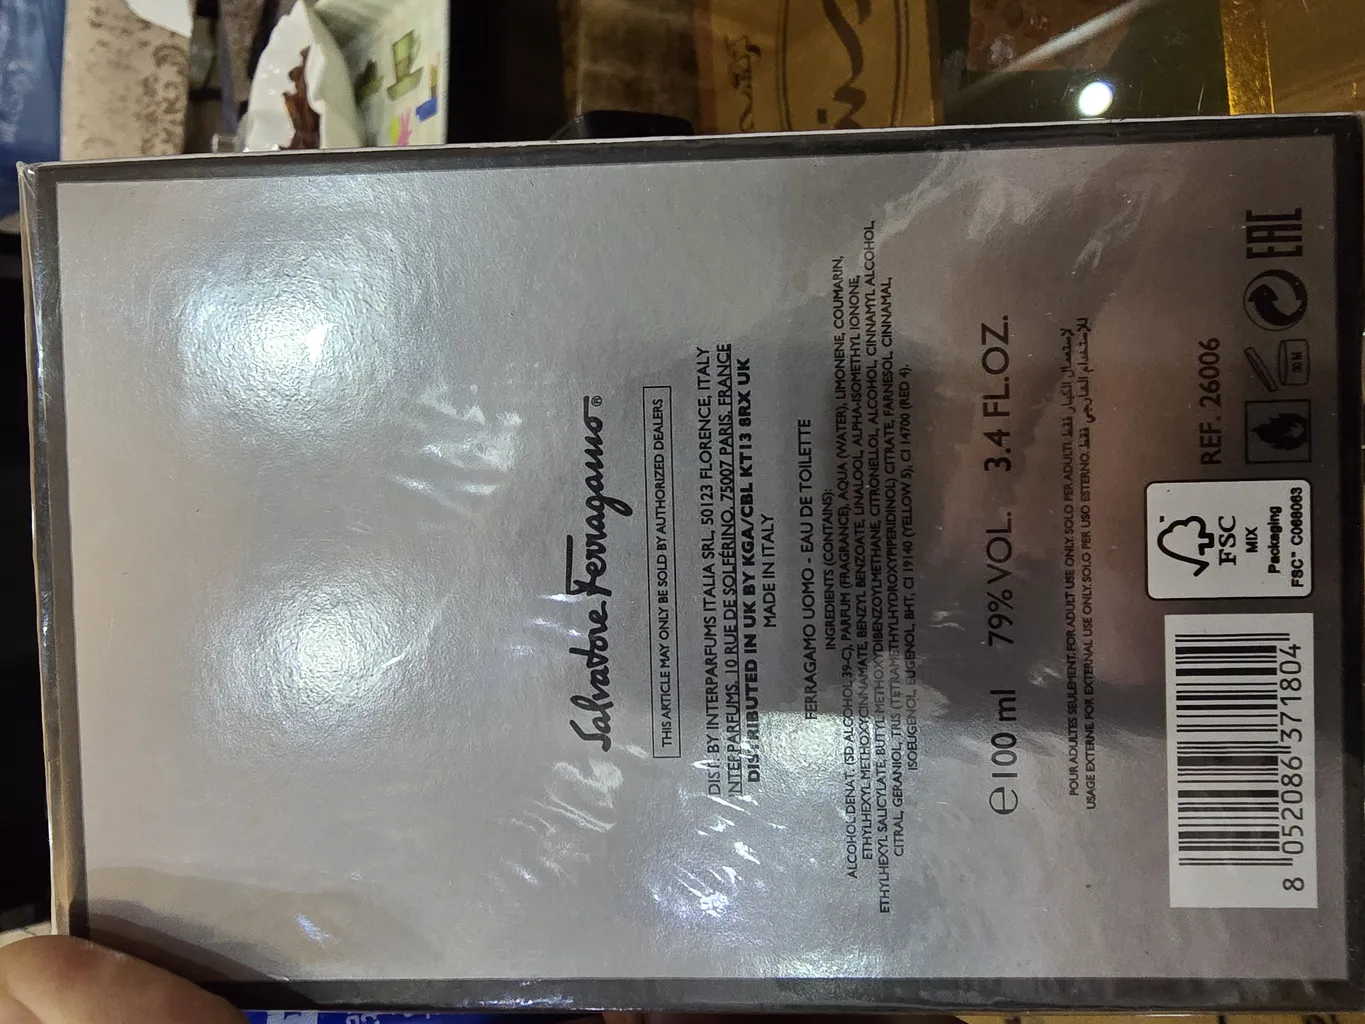 Salvatore Ferragamo®
THIS ARTICLE MAY ONLY BE SOLD BY AUTHORIZED DEALERS
DIST. BY INTERPARFUMS ITALIA SRL, 50123 FLORENCE, ITALY
INTERPARFUMS, 10 RUE DE SOLFÉRINO, 75007 PARIS, FRANCE
DISTRIBUTED IN UK BY KGA/CBL KT13 8RX UK
MADE IN ITALY
FERRAGAMO UOMO - EAU DE TOILETTE
INGREDIENTS (CONTAINS):
ALCOHOL DENAT. (SD ALCOHOL 39-C), PARFUM (FRAGRANCE), AQUA (WATER), LIMONENE, COUMARIN,
ETHYLHEXYL METHOXYCINNAMATE, BENZYL BENZOATE, LINALOOL, ALPHA-ISOMETHYL IONONE,
ETHYLHEXYL SALICYLATE, BUTYL METHOXYDIBENZOYLMETHANE, CITRONELLOL, ALCOHOL, CINNAMYL ALCOHOL,
CITRAL, GERANIOL, TRIS (TETRAMETHYLHYDROXYPIPERIDINOL) CITRATE, FARNESOL, CINNAMAL,
ISOEUGENOL, EUGENOL, BHT, CI 19140 (YELLOW 5), CI 14700 (RED 4).
e 100 ml 79% VOL. 3.4 FL.OZ.
POUR ADULTES SEULEMENT. FOR ADULT USE ONLY. SOLO PER ADULTI. لإستعمال الكبار فقط
USAGE EXTERNE. FOR EXTERNAL USE ONLY. SOLO PER USO ESTERNO. للإستخدام الخارجي فقط
REF. 26006
30 M
EAC
FSC™
MIX
Packaging
FSC™ C068063
8 052086 371804